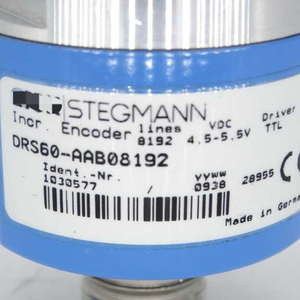 STEGMANN
Incr. Encoder lines 8192 VDC 4.5-5.5V Driver TTL
DRS60-AAB08192
Ident.-Nr. 1030577 yyww 0938 28955 CE
Made in German